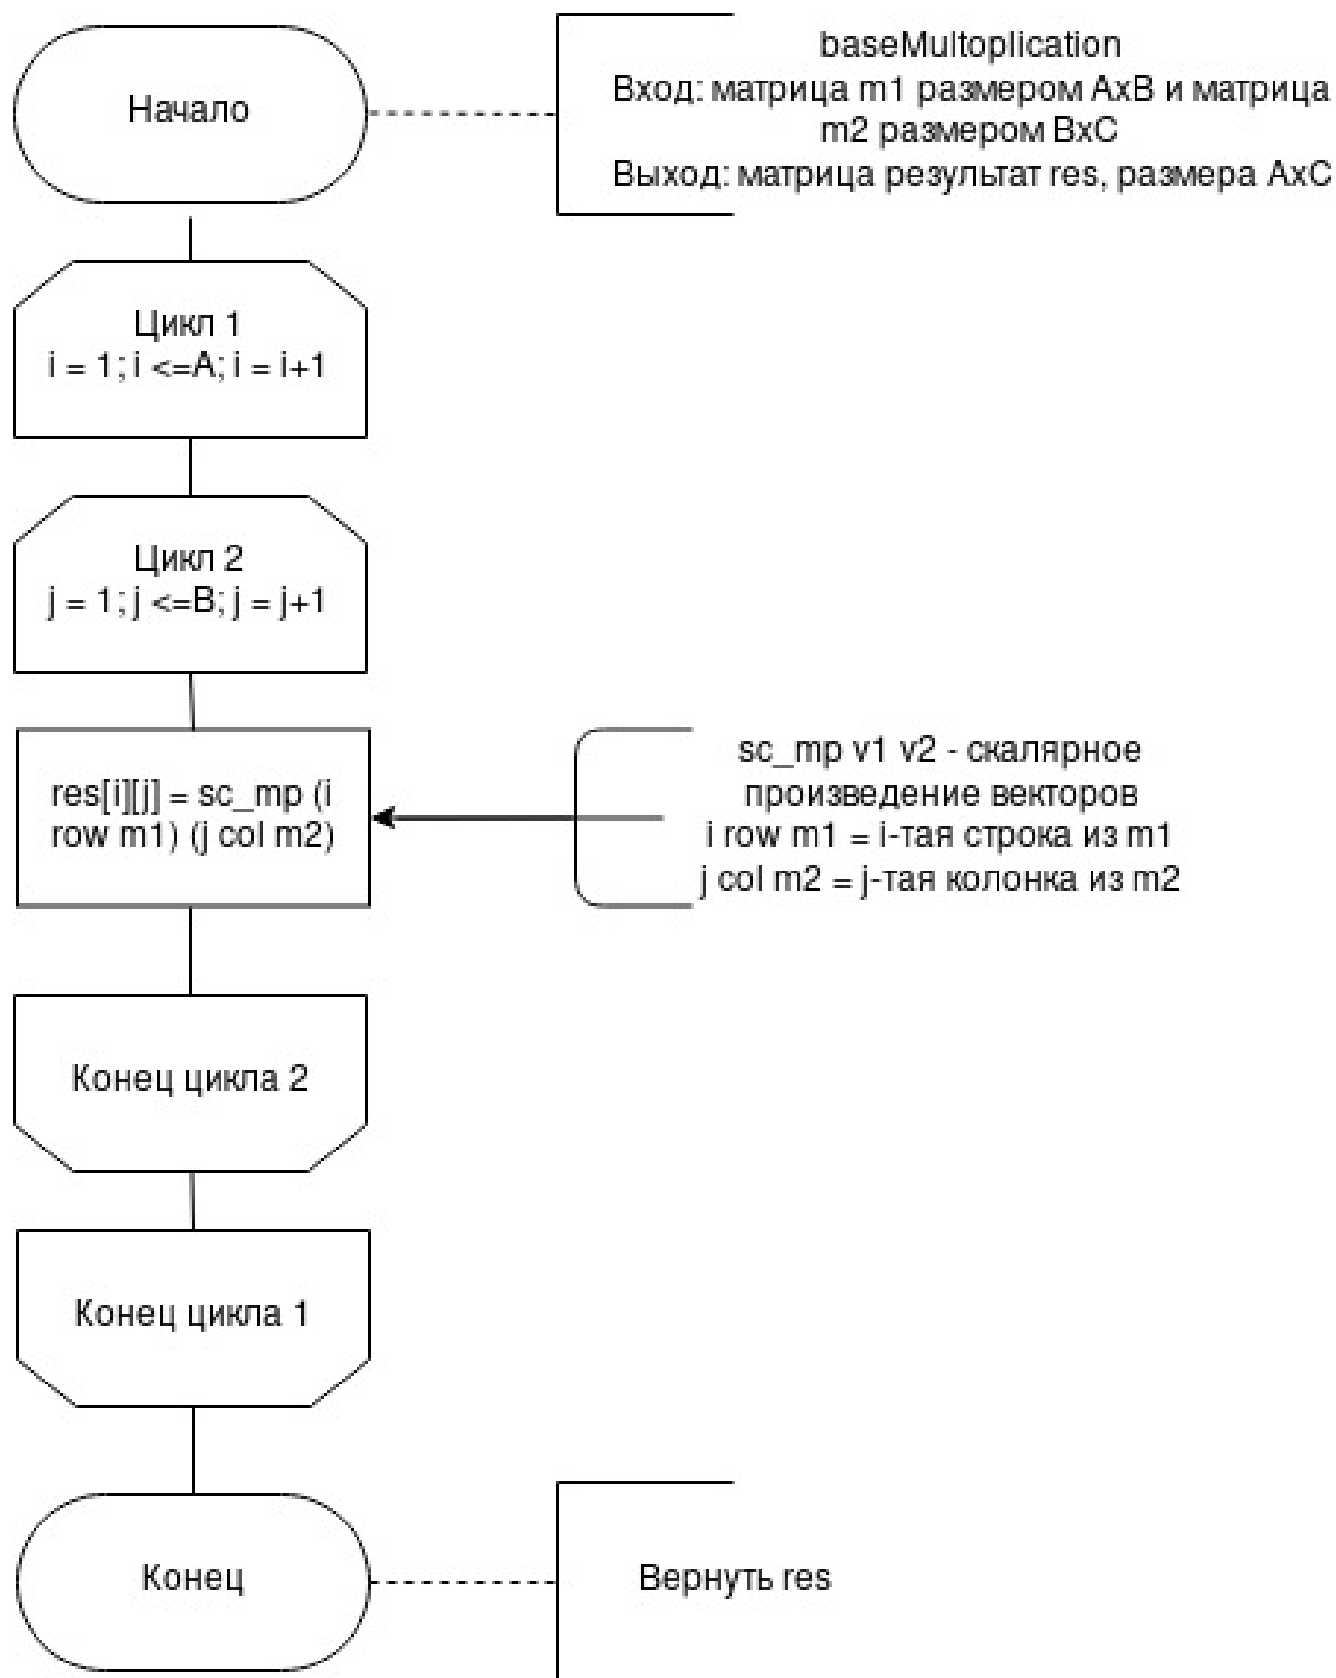 Начало
baseMultoplication
Вход: матрица m1 размером AxB и матрица
m2 размером BxC
Выход: матрица результат res, размера AxC
Цикл 1
i = 1; i <=A; i = i+1
Цикл 2
j = 1; j <=B; j = j+1
res[i][j] = sc_mp (i
row m1) (j col m2)
sc_mp v1 v2 - скалярное
произведение векторов
i row m1 = i-тая строка из m1
j col m2 = j-тая колонка из m2
Конец цикла 2
Конец цикла 1
Конец
Вернуть res